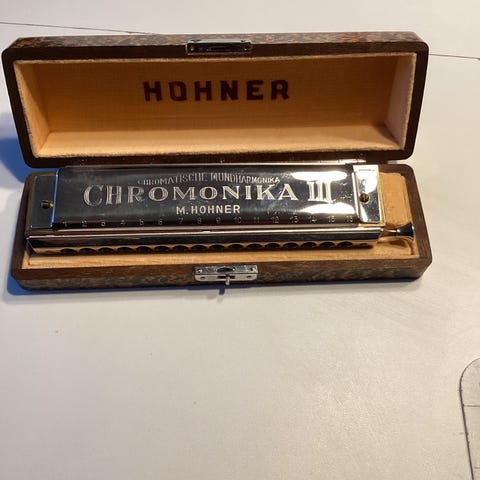 HOHNER
CHROMATISCHE MUNDHARMONIKA
CHROMONIKA III
M. HOHNER